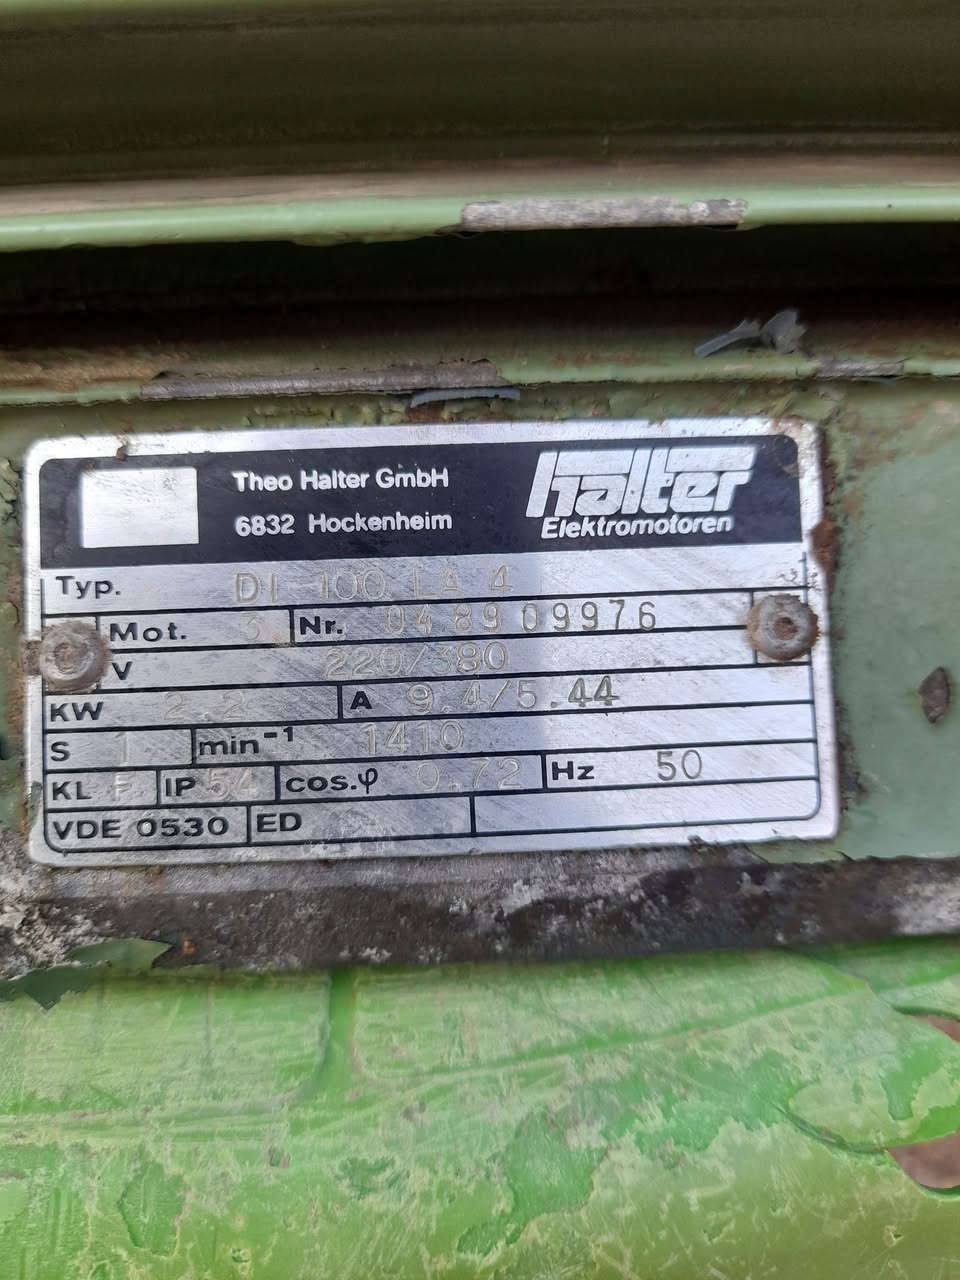 Theo Halter GmbH
6832 Hockenheim
halter
Elektromotoren
Typ. DI 100 LA 4
Mot. 3 Nr. 0489 09976
V 220/380
KW 2.2 A 9.4/5.44
S 1 min-1 1410
KL F IP 54 cos.φ 0.72 Hz 50
VDE 0530 ED